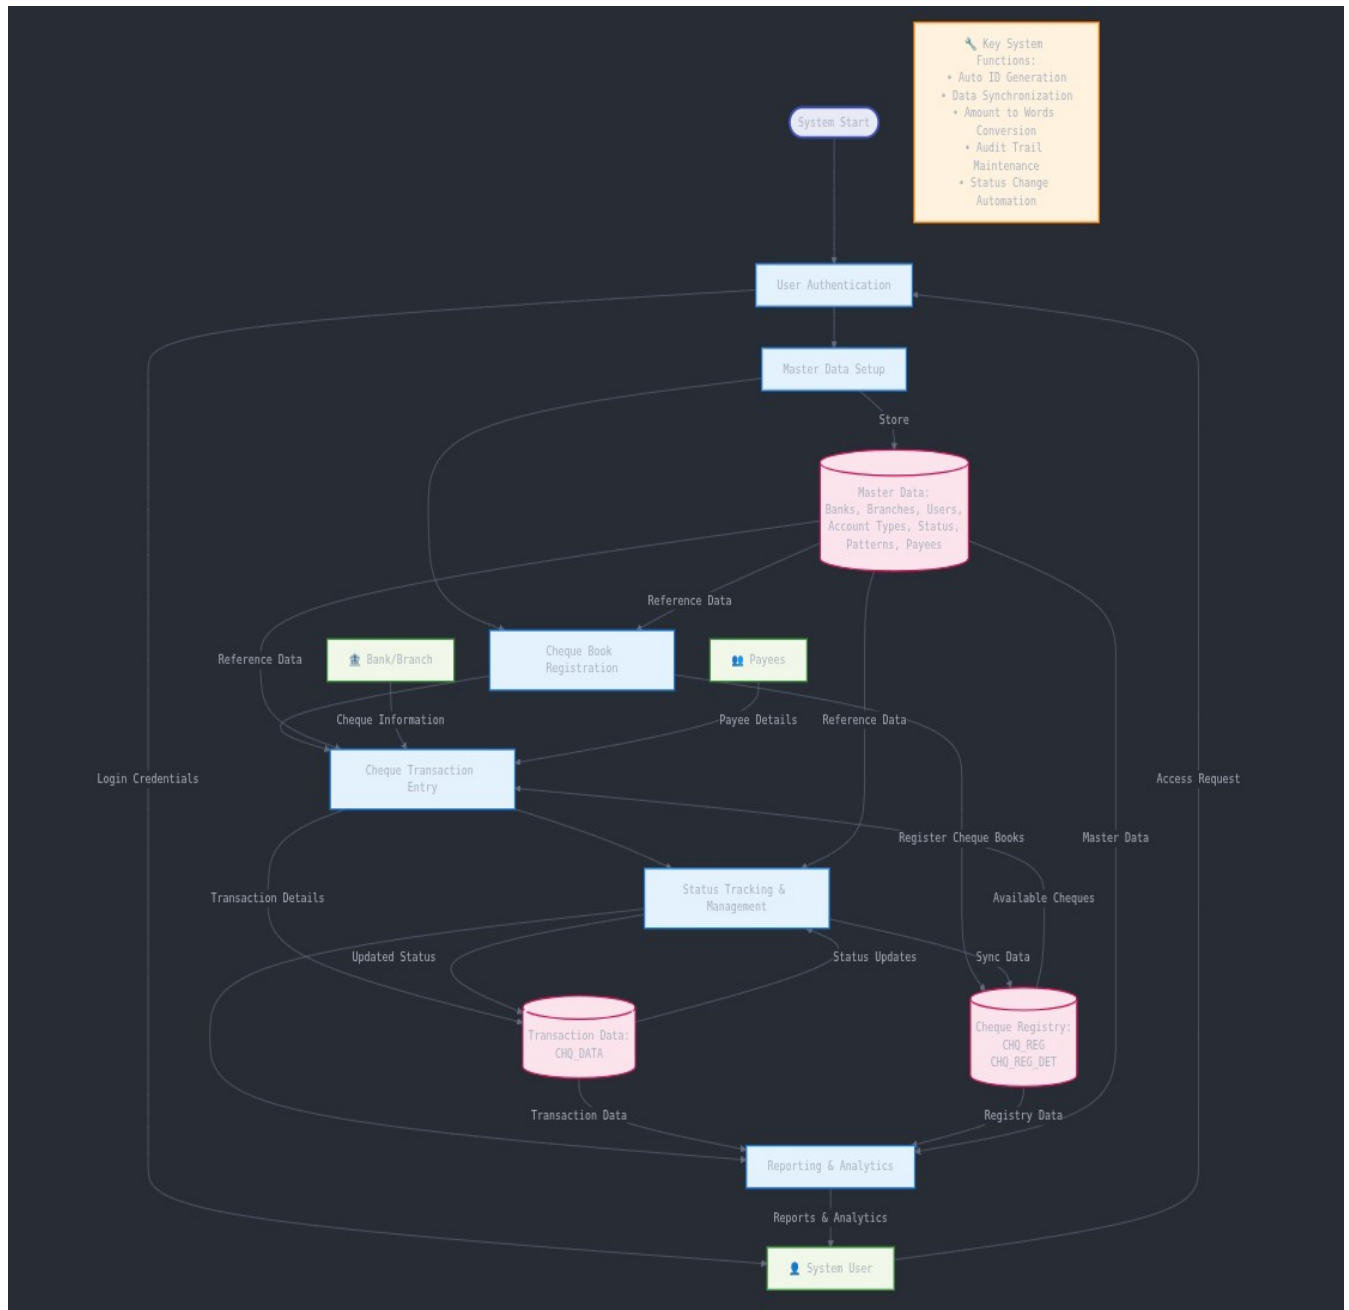 🔧 Key System
Functions:
• Auto ID Generation
• Data Synchronization
• Amount to Words
Conversion
• Audit Trail
Maintenance
• Status Change
Automation
System Start
User Authentication
Master Data Setup
Store
Master Data:
Banks, Branches, Users,
Account Types, Status,
Patterns, Payees
Reference Data
Reference Data
🏦 Bank/Branch
Cheque Book
Registration
👥 Payees
Cheque Information
Payee Details
Reference Data
Cheque Transaction
Entry
Login Credentials
Access Request
Register Cheque Books
Master Data
Transaction Details
Status Tracking &
Management
Available Cheques
Updated Status
Status Updates
Sync Data
Transaction Data:
CHQ_DATA
Cheque Registry:
CHQ_REG
CHQ_REG_DET
Transaction Data
Registry Data
Reporting & Analytics
Reports & Analytics
👤 System User